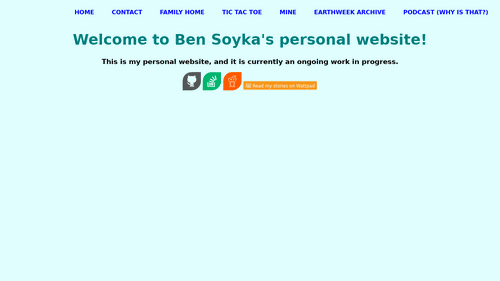 HOME CONTACT FAMILY HOME TIC TAC TOE MINE EARTHWEEK ARCHIVE PODCAST (WHY IS THAT?)
Welcome to Ben Soyka's personal website!
This is my personal website, and it is currently an ongoing work in progress.
Read my stories on Wattpad